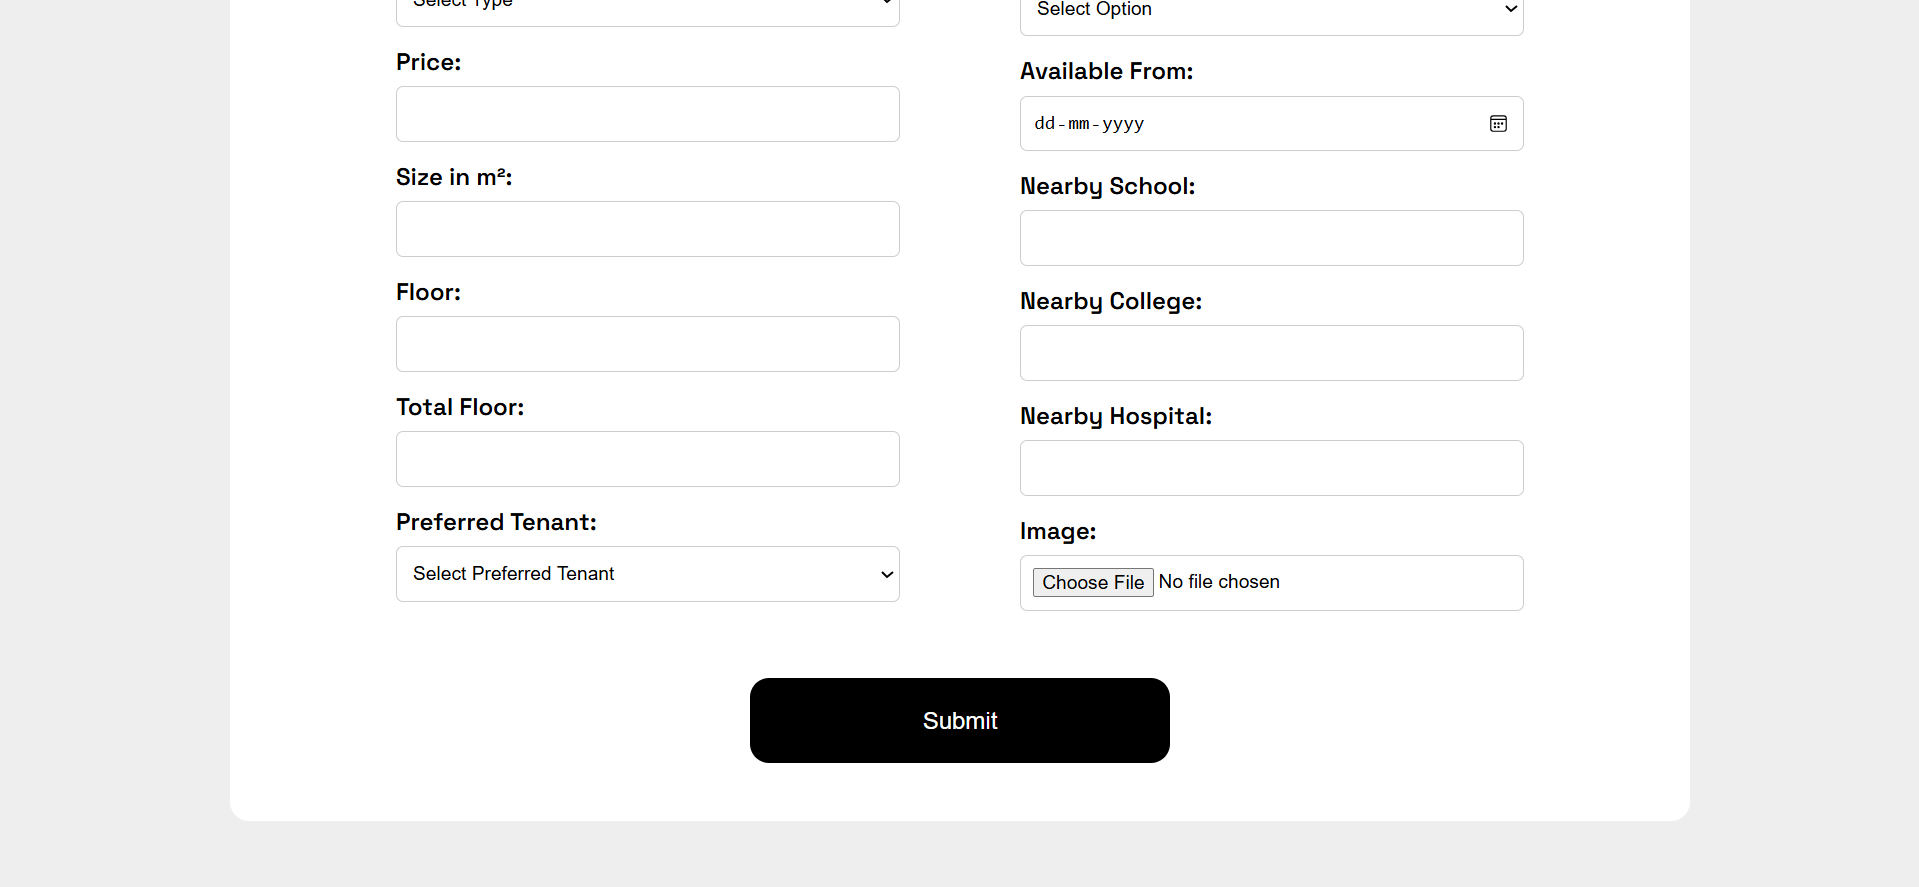 Select Type
Price:
Size in m²:
Floor:
Total Floor:
Preferred Tenant:
Select Preferred Tenant
Select Option
Available From:
dd-mm-yyyy
Nearby School:
Nearby College:
Nearby Hospital:
Image:
Choose File No file chosen
Submit